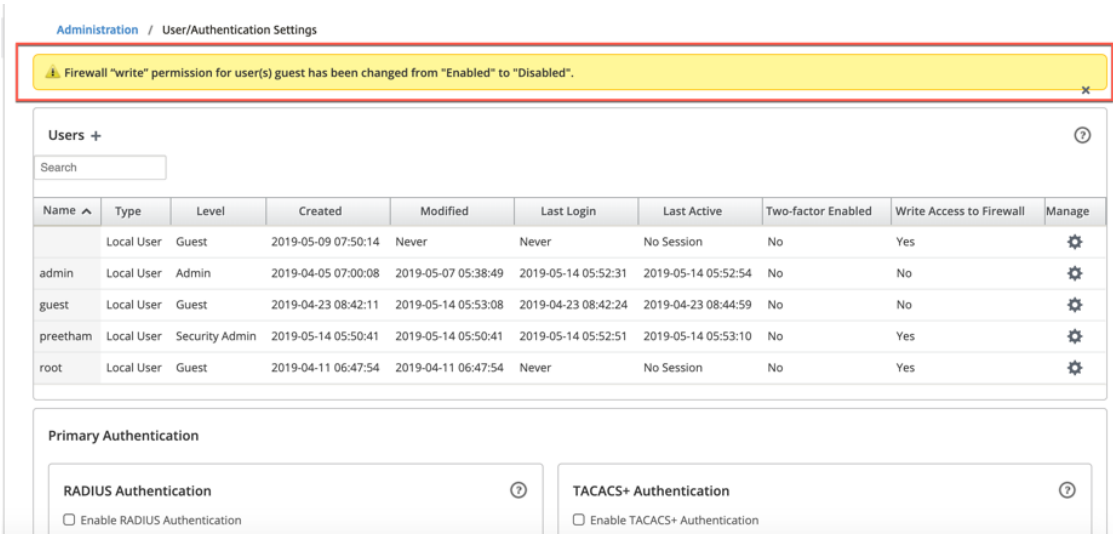 Administration / User/Authentication Settings
Firewall "write" permission for user(s) guest has been changed from "Enabled" to "Disabled".
×
Users +
?
Search
Name Type Level Created Modified Last Login Last Active Two-factor Enabled Write Access to Firewall Manage
Local User Guest 2019-05-09 07:50:14 Never Never No Session No Yes
admin Local User Admin 2019-04-05 07:00:08 2019-05-07 05:38:49 2019-05-14 05:52:31 2019-05-14 05:52:54 No No
guest Local User Guest 2019-04-23 08:42:11 2019-05-14 05:53:08 2019-04-23 08:42:24 2019-04-23 08:44:59 No No
preetham Local User Security Admin 2019-05-14 05:50:41 2019-05-14 05:50:41 2019-05-14 05:52:51 2019-05-14 05:53:10 No Yes
root Local User Guest 2019-04-11 06:47:54 2019-04-11 06:47:54 Never No Session No Yes
Primary Authentication
RADIUS Authentication ? TACACS+ Authentication ?
Enable RADIUS Authentication Enable TACACS+ Authentication